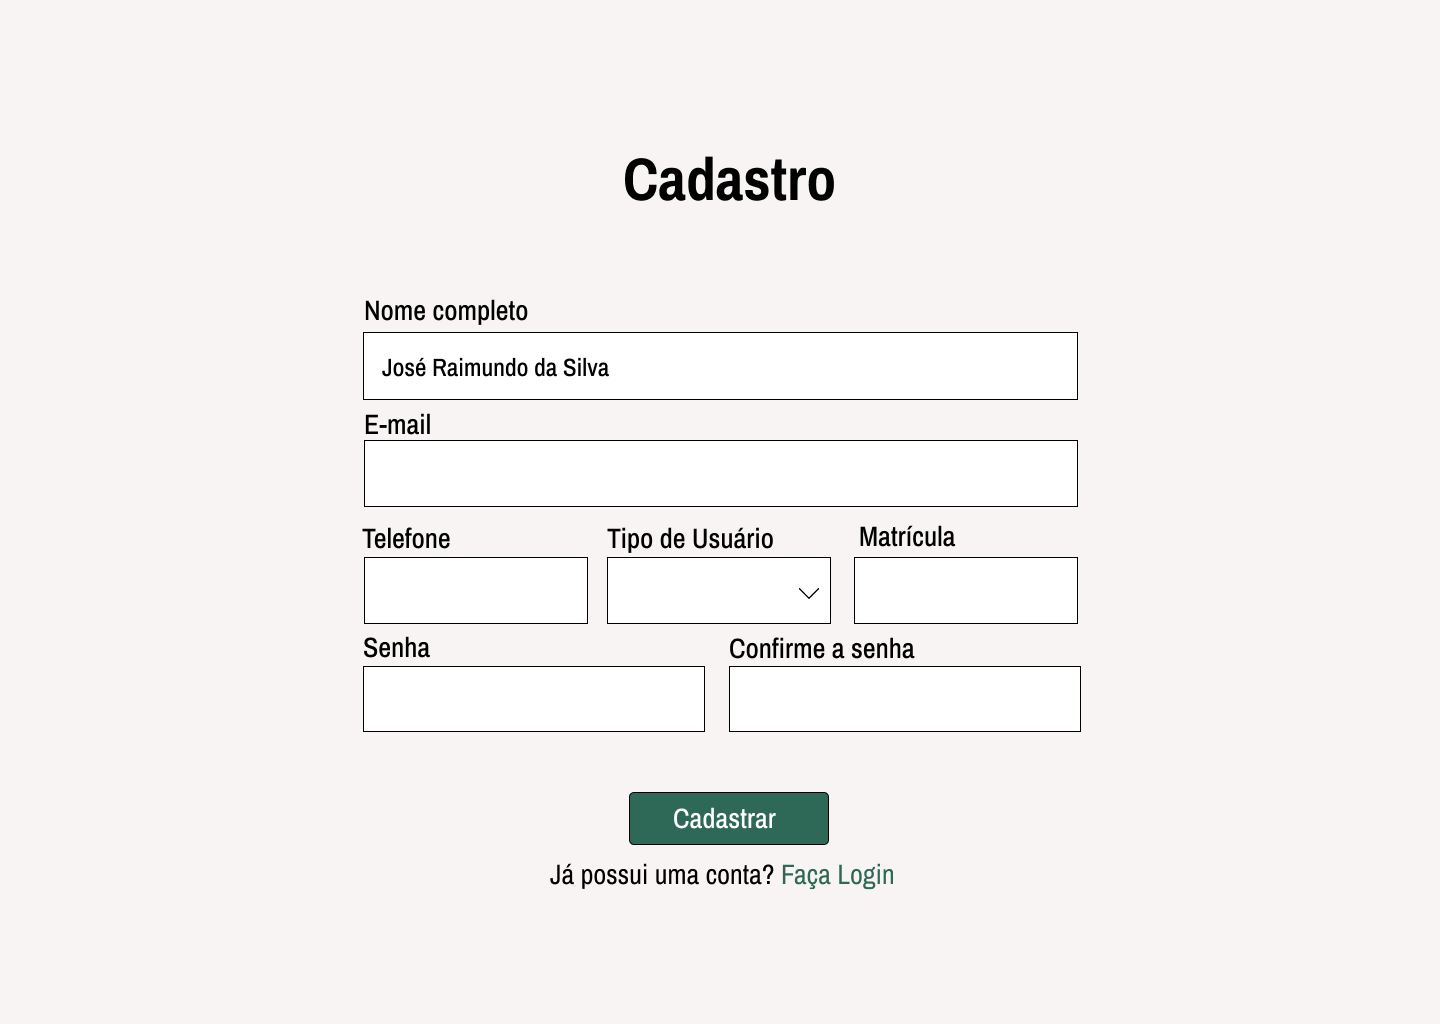 Cadastro
Nome completo
José Raimundo da Silva
E-mail
Telefone
Tipo de Usuário
Matrícula
Senha
Confirme a senha
Cadastrar
Já possui uma conta? Faça Login